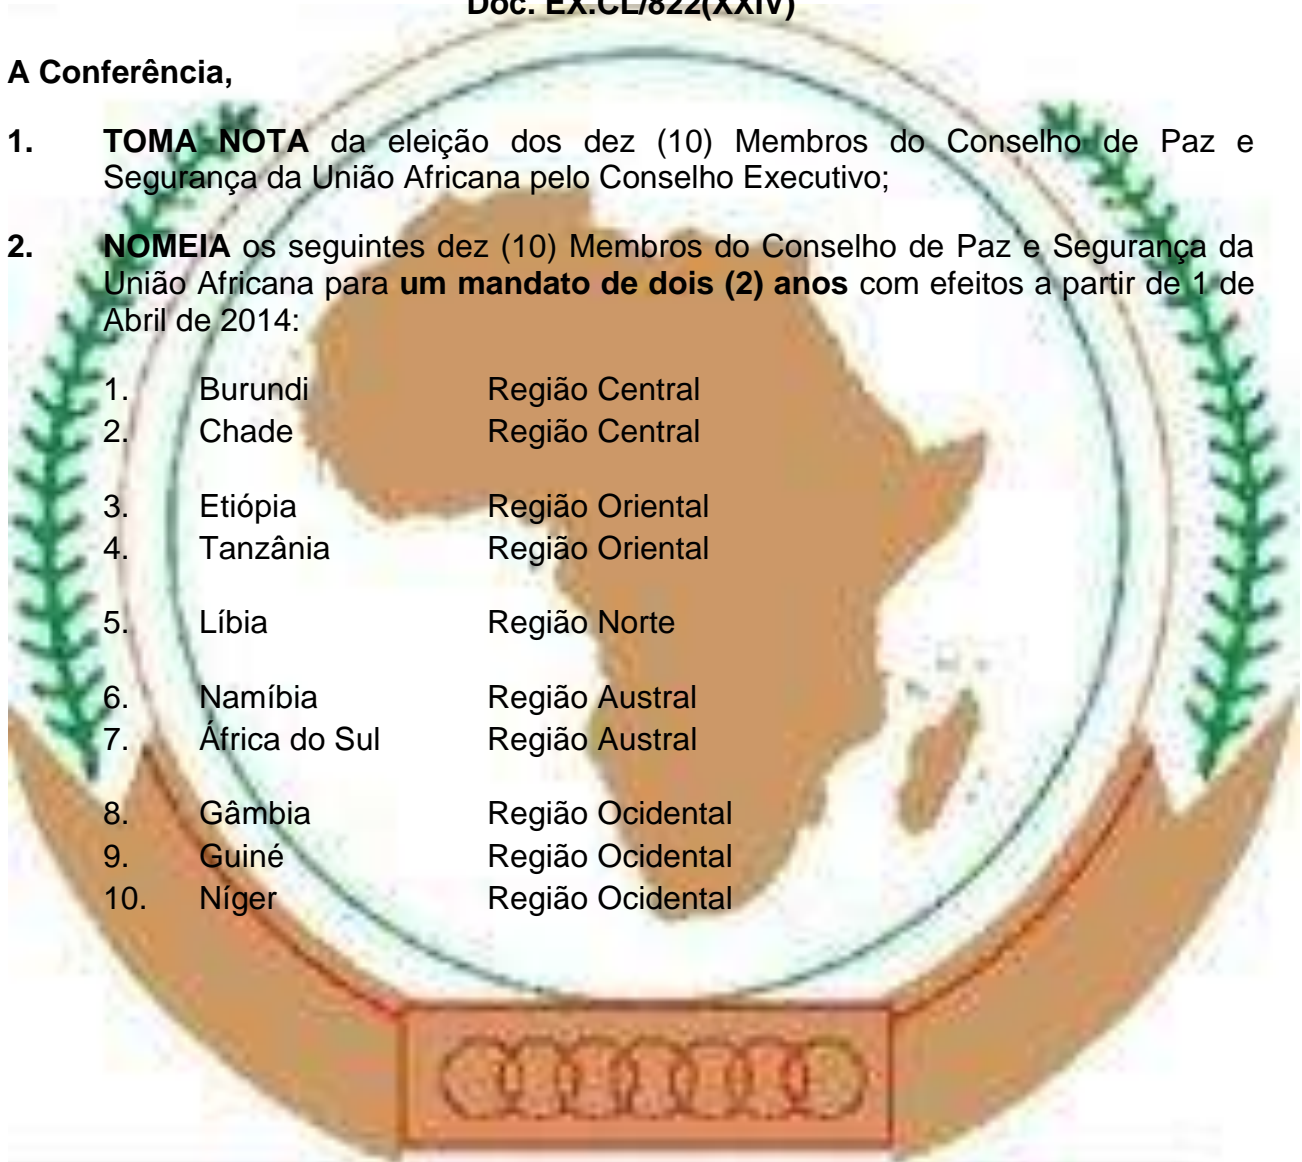 Doc. EX.CL/822(XXIV)
A Conferência,
1. TOMA NOTA da eleição dos dez (10) Membros do Conselho de Paz e
Segurança da União Africana pelo Conselho Executivo;
2. NOMEIA os seguintes dez (10) Membros do Conselho de Paz e Segurança da
União Africana para um mandato de dois (2) anos com efeitos a partir de 1 de
Abril de 2014:
1. Burundi Região Central
2. Chade Região Central
3. Etiópia Região Oriental
4. Tanzânia Região Oriental
5. Líbia Região Norte
6. Namíbia Região Austral
7. África do Sul Região Austral
8. Gâmbia Região Ocidental
9. Guiné Região Ocidental
10. Níger Região Ocidental